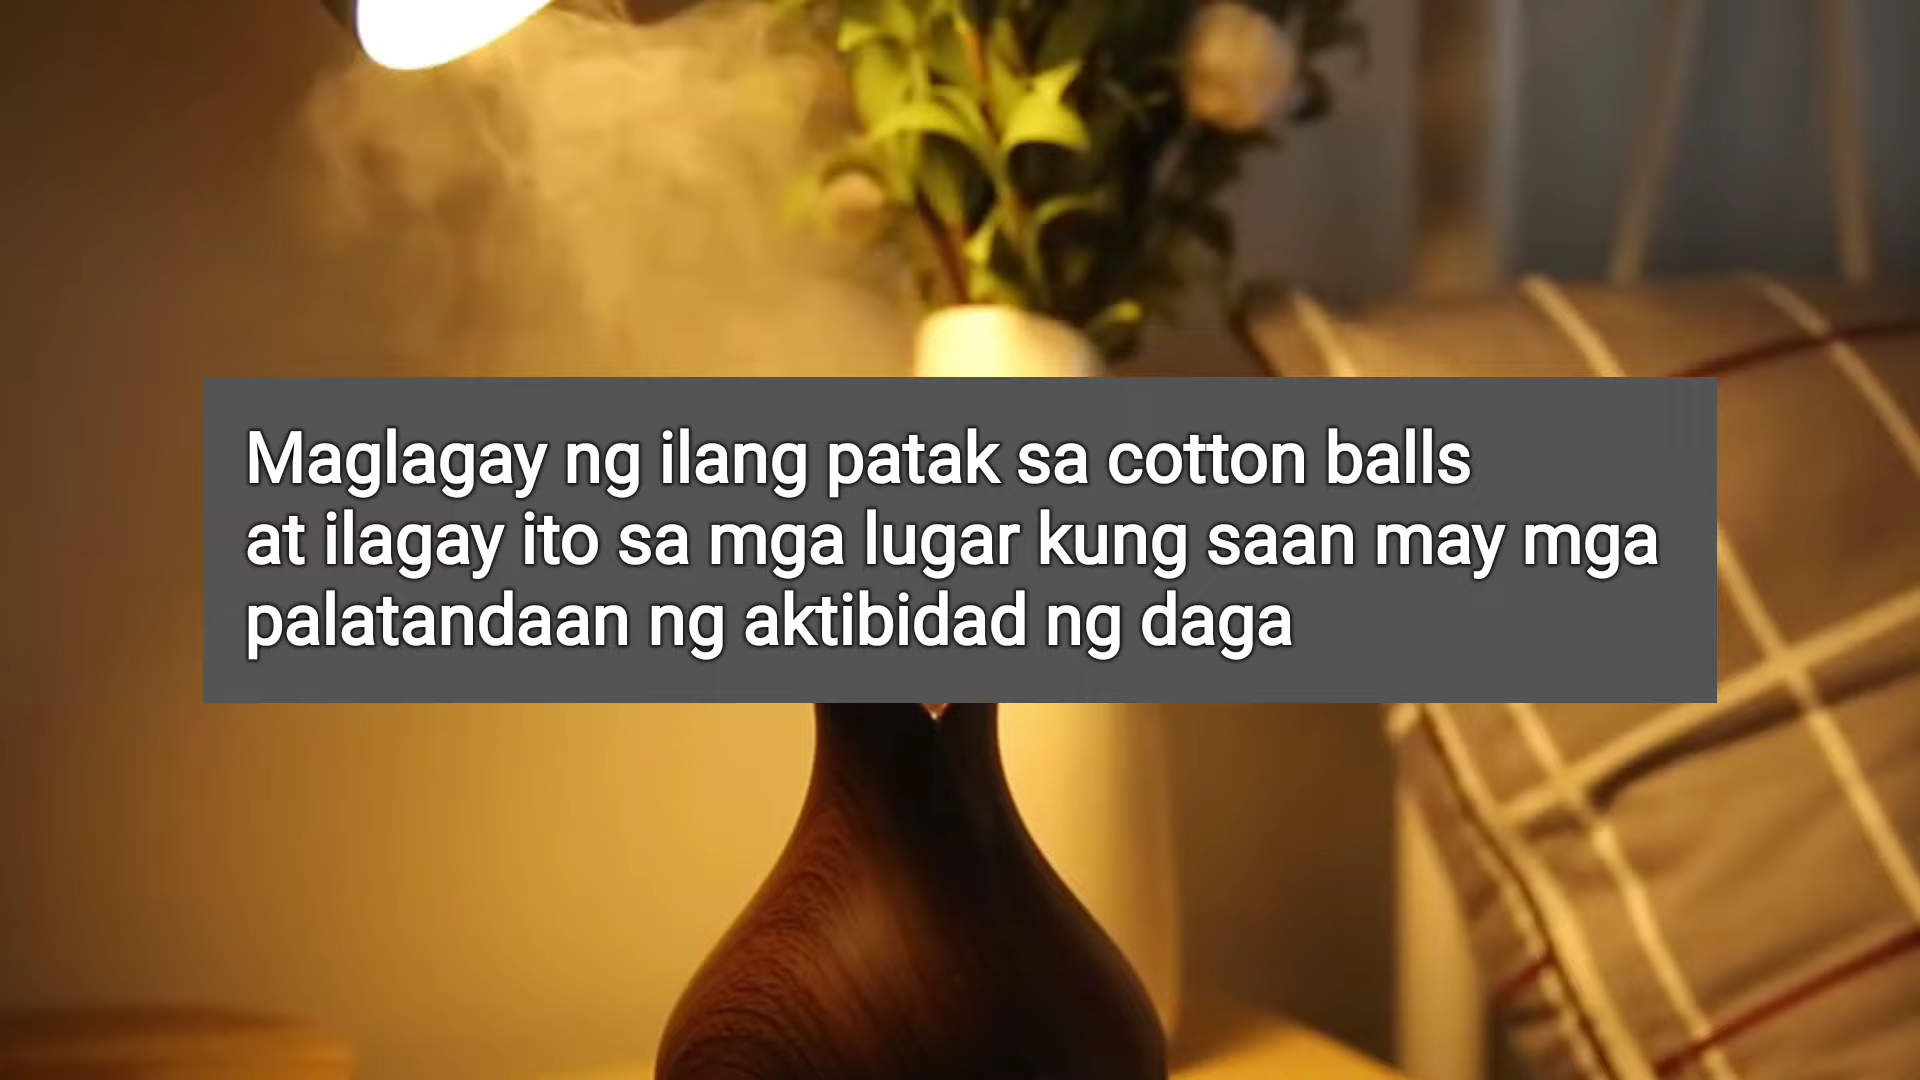 Maglagay ng ilang patak sa cotton balls
at ilagay ito sa mga lugar kung saan may mga
palatandaan ng aktibidad ng daga